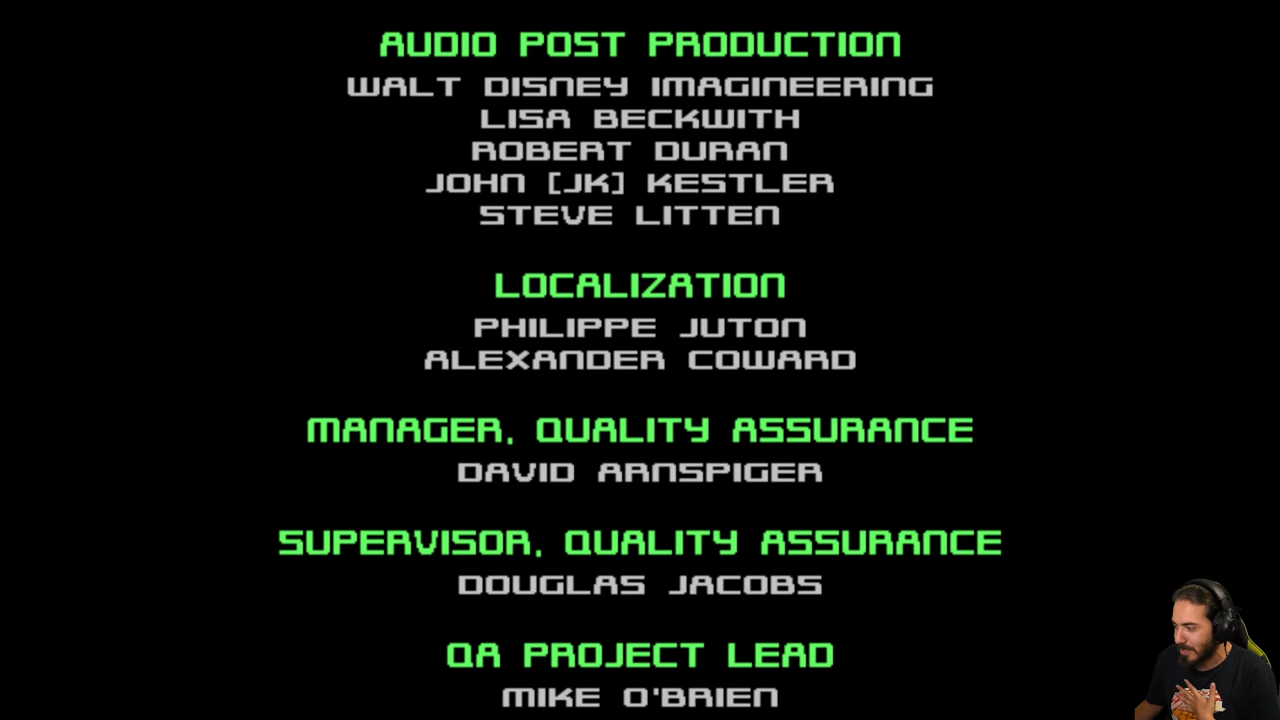 AUDIO POST PRODUCTION
WALT DISNEY IMAGINEERING
LISA BECKWITH
ROBERT DURAN
JOHN [JK] KESTLER
STEVE LITTEN
LOCALIZATION
PHILIPPE JUTON
ALEXANDER COWARD
MANAGER, QUALITY ASSURANCE
DAVID ARNSPIGER
SUPERVISOR, QUALITY ASSURANCE
DOUGLAS JACOBS
QA PROJECT LEAD
MIKE O'BRIEN